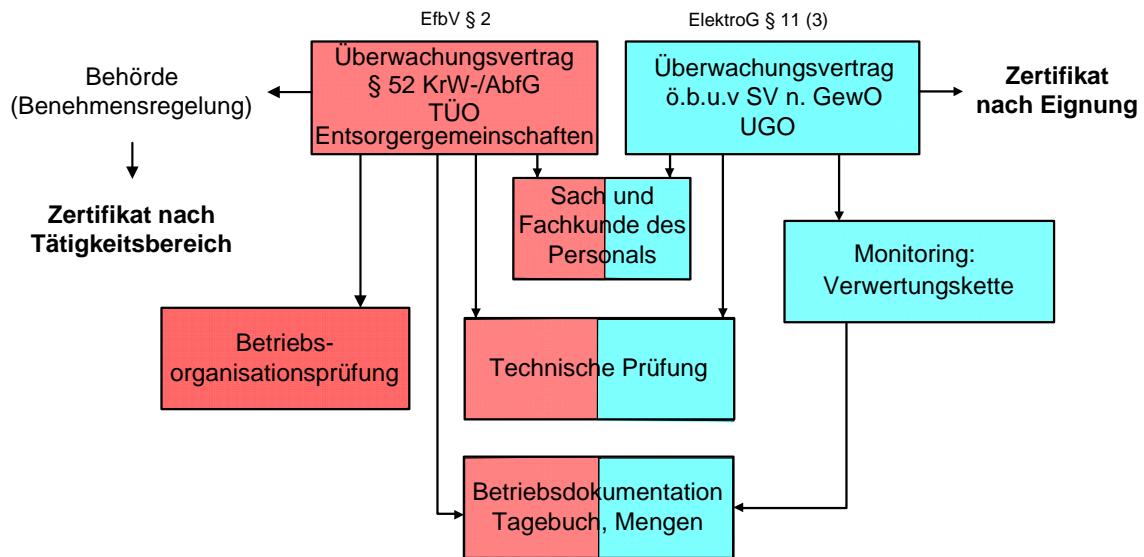 EfbV § 2
ElektroG § 11 (3)
Überwachungsvertrag
§ 52 KrW-/AbfG
TÜO
Entsorgergemeinschaften
Überwachungsvertrag
ö.b.u.v SV n. GewO
UGO
Behörde
(Benehmensregelung)
Zertifikat
nach Eignung
Zertifikat nach
Tätigkeitsbereich
Sach und
Fachkunde des
Personals
Monitoring:
Verwertungskette
Betriebs-
organisationsprüfung
Technische Prüfung
Betriebsdokumentation
Tagebuch, Mengen